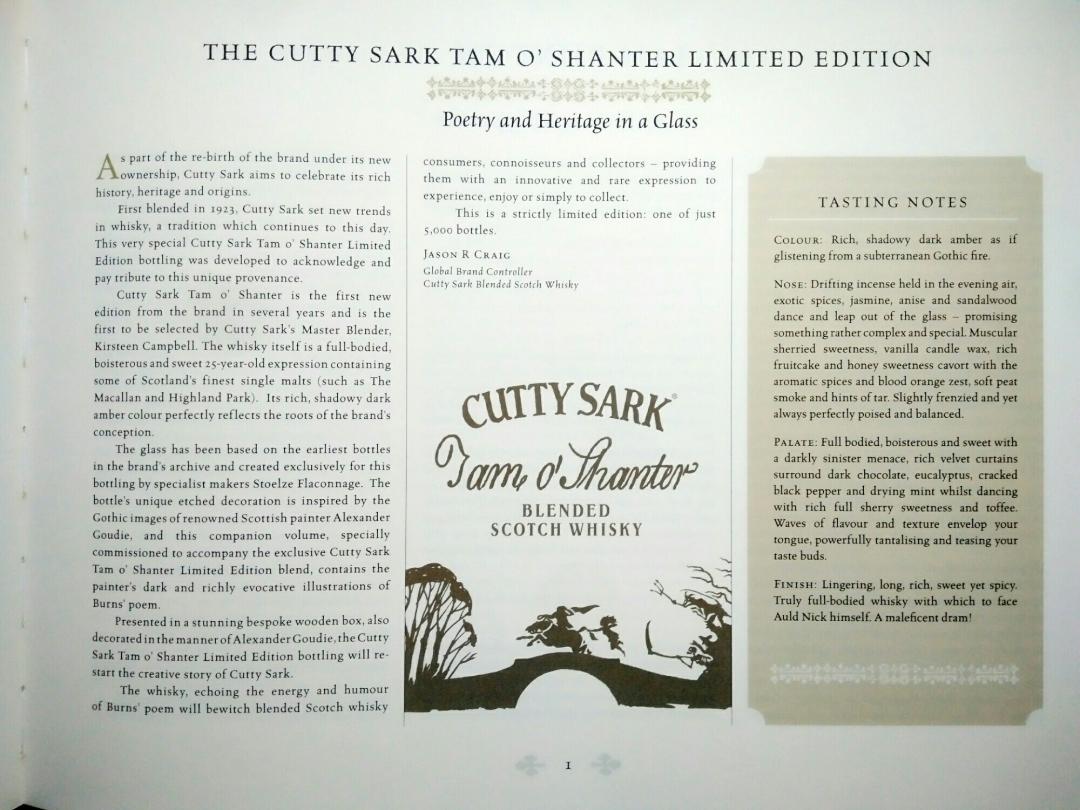 THE CUTTY SARK TAM O' SHANTER LIMITED EDITION
Poetry and Heritage in a Glass
As part of the re-birth of the brand under its new
ownership, Cutty Sark aims to celebrate its rich
history, heritage and origins.
First blended in 1923, Cutty Sark set new trends
in whisky, a tradition which continues to this day.
This very special Cutty Sark Tam o' Shanter Limited
Edition bottling was developed to acknowledge and
pay tribute to this unique provenance.
Cutty Sark Tam o' Shanter is the first new
edition from the brand in several years and is the
first to be selected by Cutty Sark's Master Blender,
Kirsteen Campbell. The whisky itself is a full-bodied,
boisterous and sweet 25-year-old expression containing
some of Scotland's finest single malts (such as The
Macallan and Highland Park). Its rich, shadowy dark
amber colour perfectly reflects the roots of the brand's
conception.
The glass has been based on the earliest bottles
in the brand's archive and created exclusively for this
bottling by specialist makers Stoelze Flaconnage. The
bottle's unique etched decoration is inspired by the
Gothic images of renowned Scottish painter Alexander
Goudie, and this companion volume, specially
commissioned to accompany the exclusive Cutty Sark
Tam o' Shanter Limited Edition blend, contains the
painter's dark and richly evocative illustrations of
Burns' poem.
Presented in a stunning bespoke wooden box, also
decorated in the manner of Alexander Goudie, the Cutty
Sark Tam o' Shanter Limited Edition bottling will re-
start the creative story of Cutty Sark.
The whisky, echoing the energy and humour
of Burns' poem will bewitch blended Scotch whisky
consumers, connoisseurs and collectors – providing
them with an innovative and rare expression to
experience, enjoy or simply to collect.
This is a strictly limited edition: one of just
5,000 bottles.
JASON R CRAIG
Global Brand Controller
Cutty Sark Blended Scotch Whisky
CUTTY SARK®
Tam o' Shanter
BLENDED
SCOTCH WHISKY
TASTING NOTES
COLOUR: Rich, shadowy dark amber as if
glistening from a subterranean Gothic fire.
NOSE: Drifting incense held in the evening air,
exotic spices, jasmine, anise and sandalwood
dance and leap out of the glass – promising
something rather complex and special. Muscular
sherried sweetness, vanilla candle wax, rich
fruitcake and honey sweetness cavort with the
aromatic spices and blood orange zest, soft peat
smoke and hints of tar. Slightly frenzied and yet
always perfectly poised and balanced.
PALATE: Full bodied, boisterous and sweet with
a darkly sinister menace, rich velvet curtains
surround dark chocolate, eucalyptus, cracked
black pepper and drying mint whilst dancing
with rich full sherry sweetness and toffee.
Waves of flavour and texture envelop your
tongue, powerfully tantalising and teasing your
taste buds.
FINISH: Lingering, long, rich, sweet yet spicy.
Truly full-bodied whisky with which to face
Auld Nick himself. A maleficent dram!
1